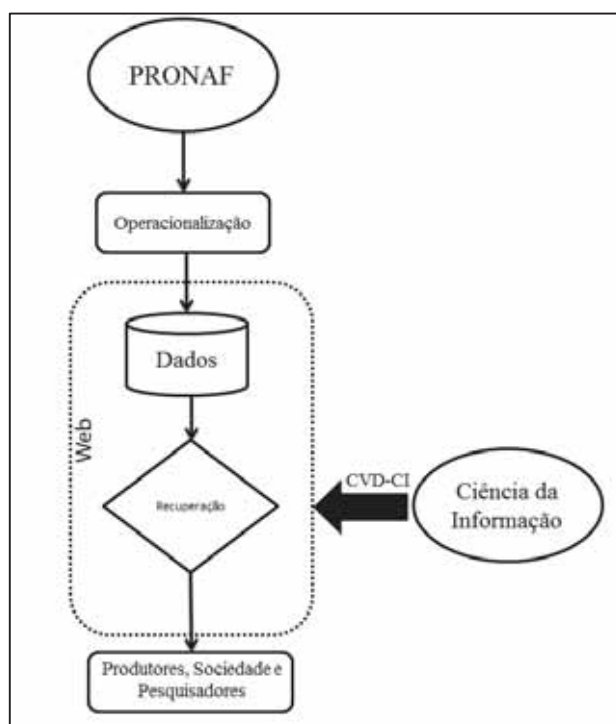 PRONAF
Operacionalização
Dados
Web
Recuperação
CVD-CI
Ciência da
Informação
Produtores, Sociedade e
Pesquisadores